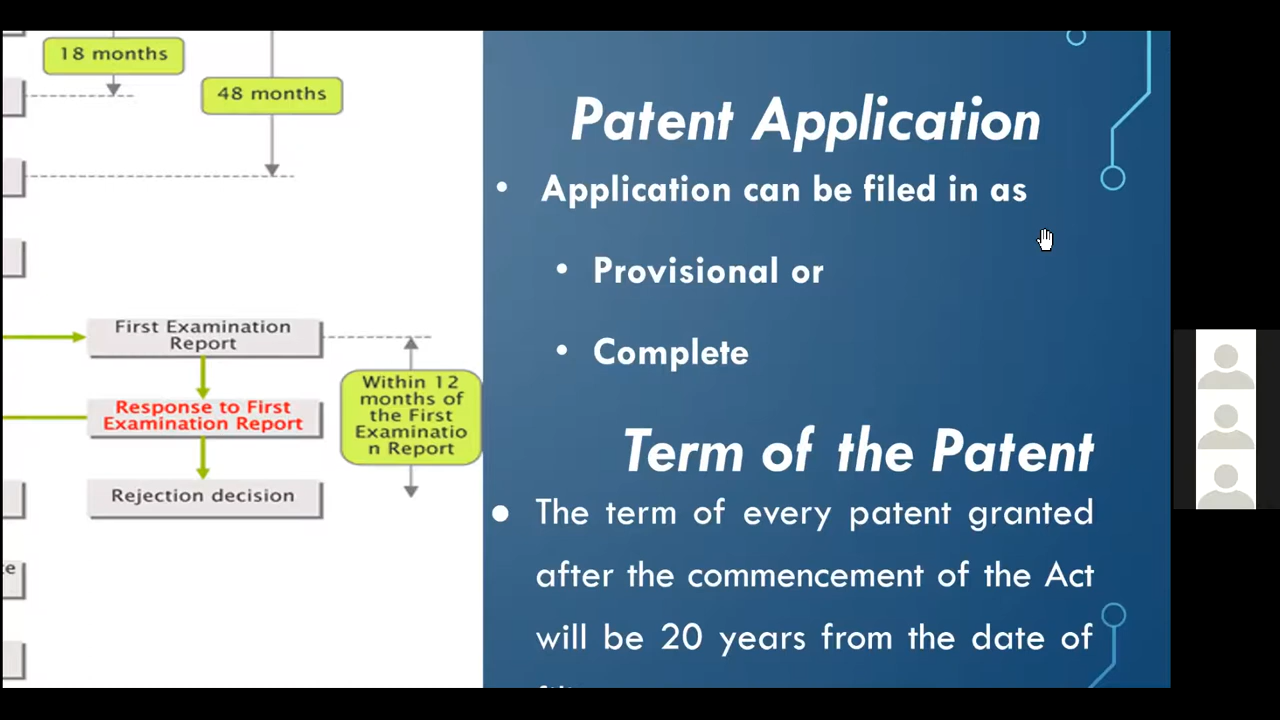 18 months
48 months
First Examination
Report
Response to First
Examination Report
Rejection decision
Within 12
months of
the First
Examinatio
n Report
Patent Application
• Application can be filed in as
• Provisional or
• Complete
Term of the Patent
● The term of every patent granted
after the commencement of the Act
will be 20 years from the date of